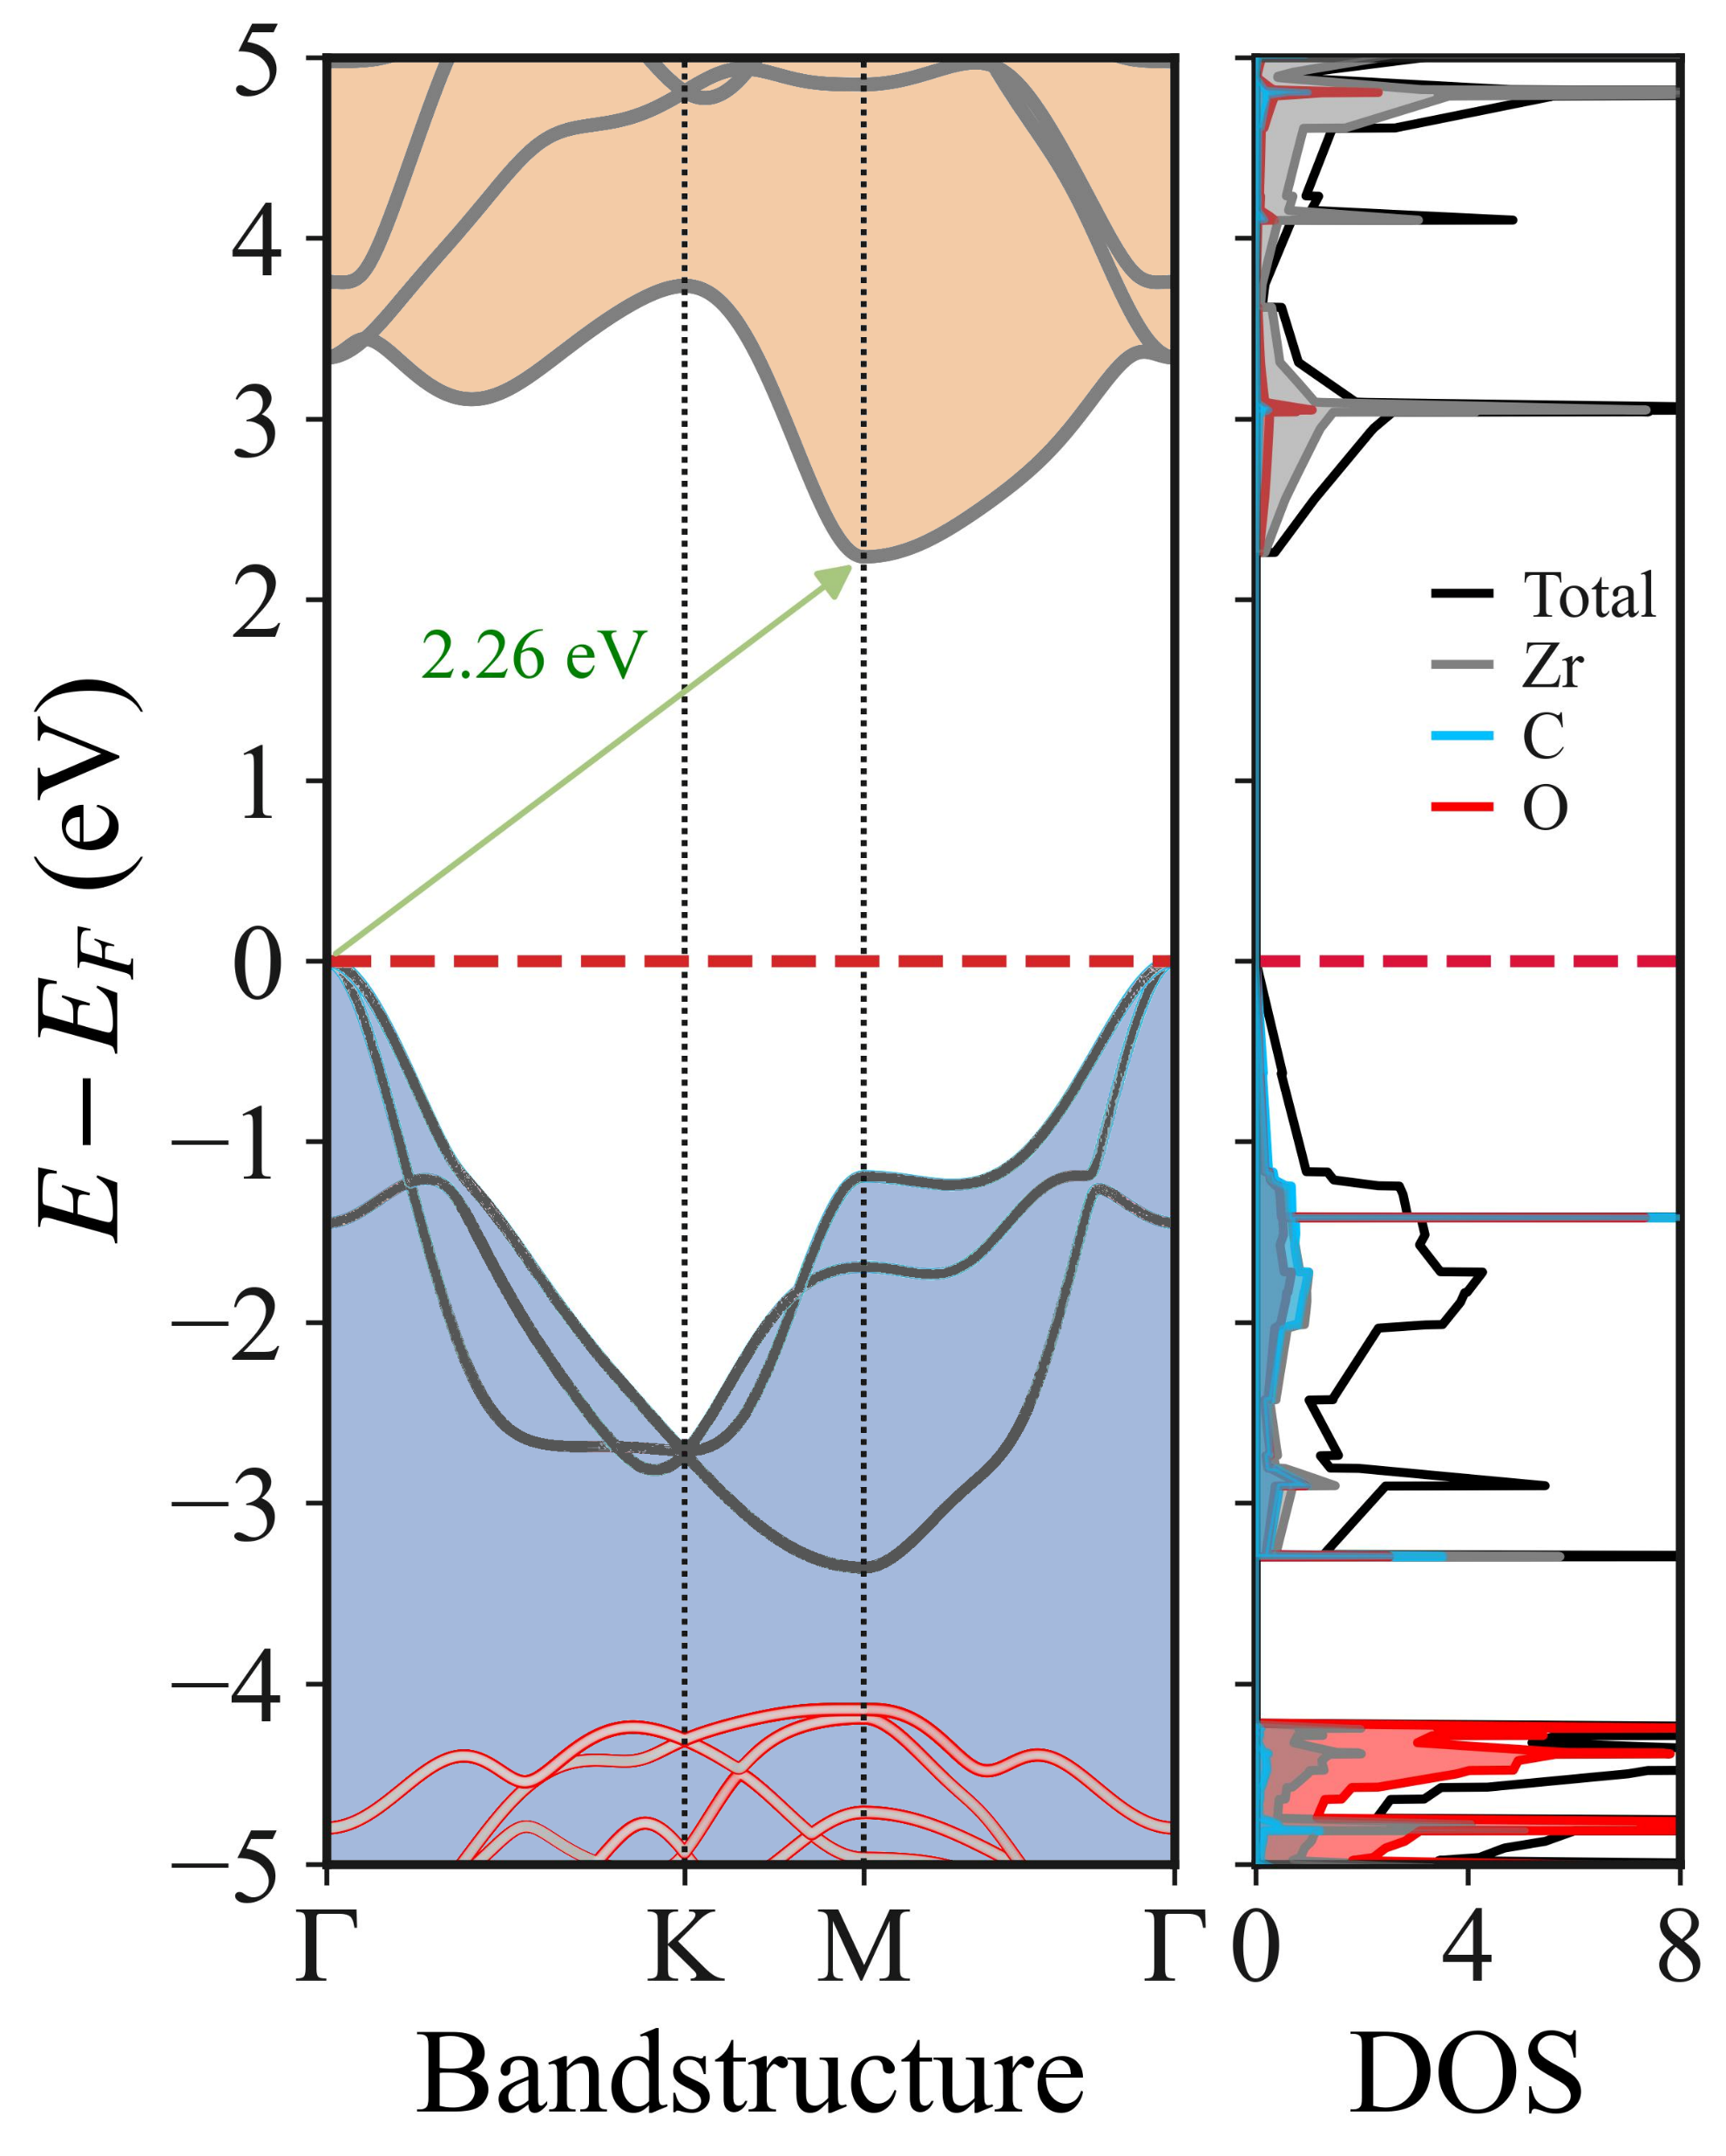 E − E_F (eV)
5
4
3
2
1
0
−1
−2
−3
−4
−5
2.26 eV
Total
Zr
C
O
Γ K M Γ
0 4 8
Bandstructure
DOS